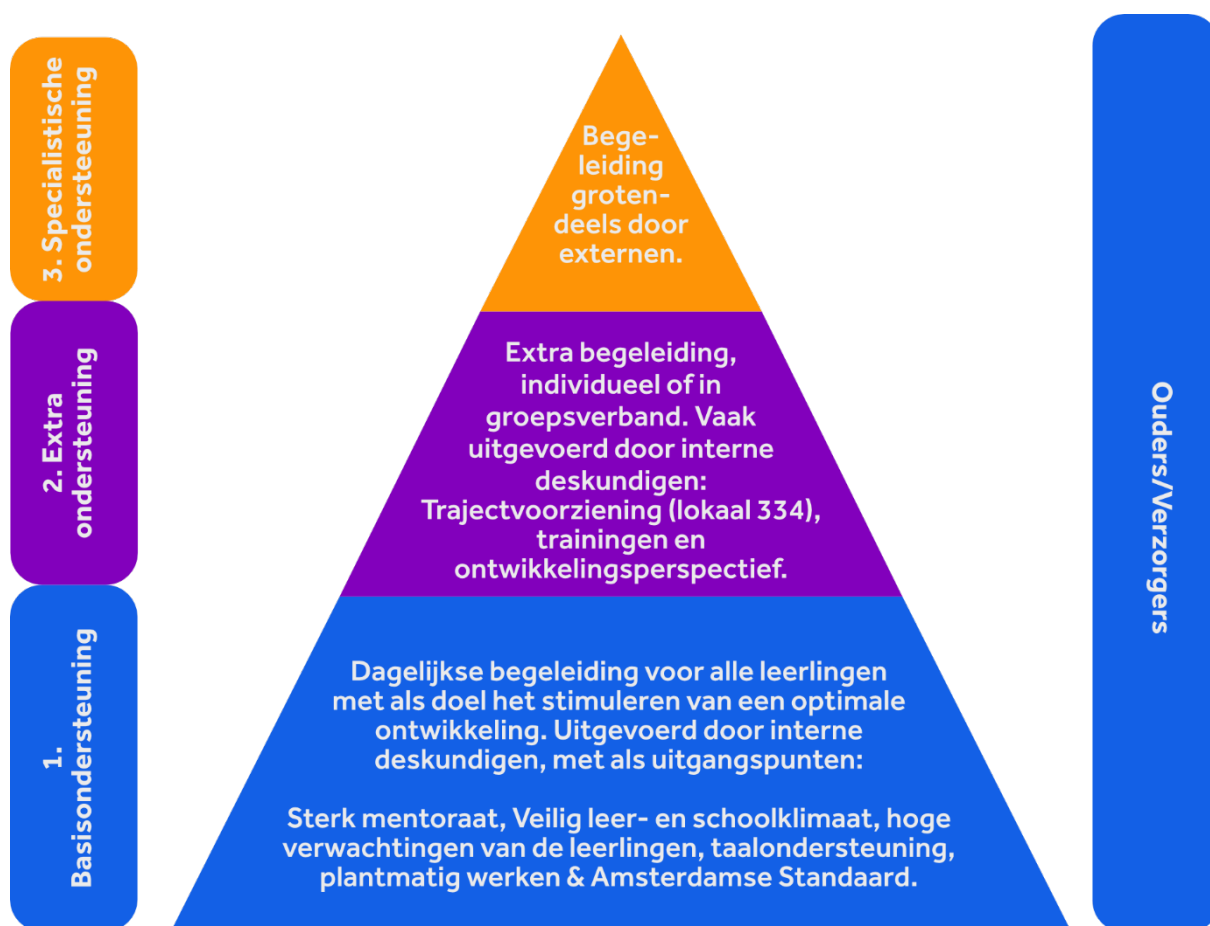 3. Specialistische
ondersteeuning
Bege-
leiding
groten-
deels door
externen.
2. Extra
ondersteuning
Extra begeleiding,
individueel of in
groepsverband. Vaak
uitgevoerd door interne
deskundigen:
Trajectvoorziening (lokaal 334),
trainingen en
ontwikkelingsperspectief.
1.
Basisondersteuning
Dagelijkse begeleiding voor alle leerlingen
met als doel het stimuleren van een optimale
ontwikkeling. Uitgevoerd door interne
deskundigen, met als uitgangspunten:
Sterk mentoraat, Veilig leer- en schoolklimaat, hoge
verwachtingen van de leerlingen, taalondersteuning,
plantmatig werken & Amsterdamse Standaard.
Ouders/Verzorgers